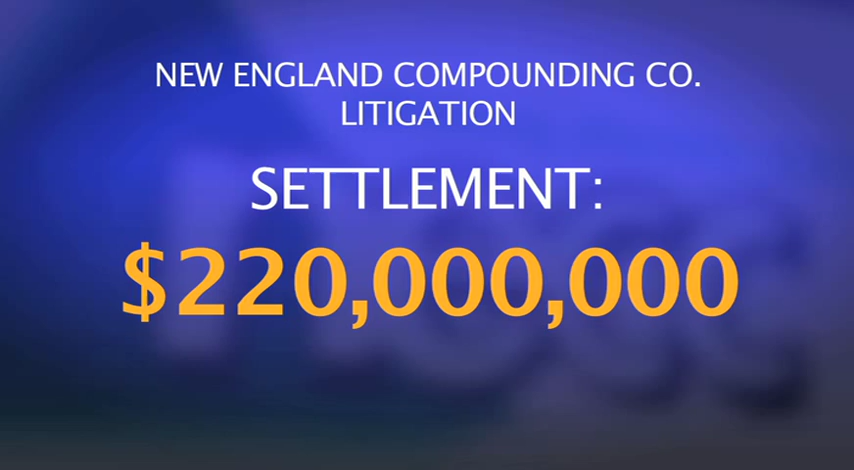 NEW ENGLAND COMPOUNDING CO.
LITIGATION
SETTLEMENT:
$220,000,000